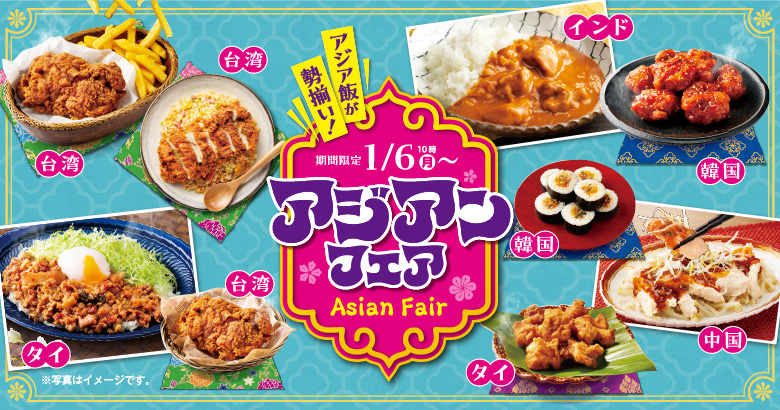 アジア飯が
勢揃い!
期間限定 1/6 10時(月)~
アジアン
フェア
Asian Fair
台湾
台湾
インド
韓国
韓国
台湾
タイ
タイ
中国
※写真はイメージです。